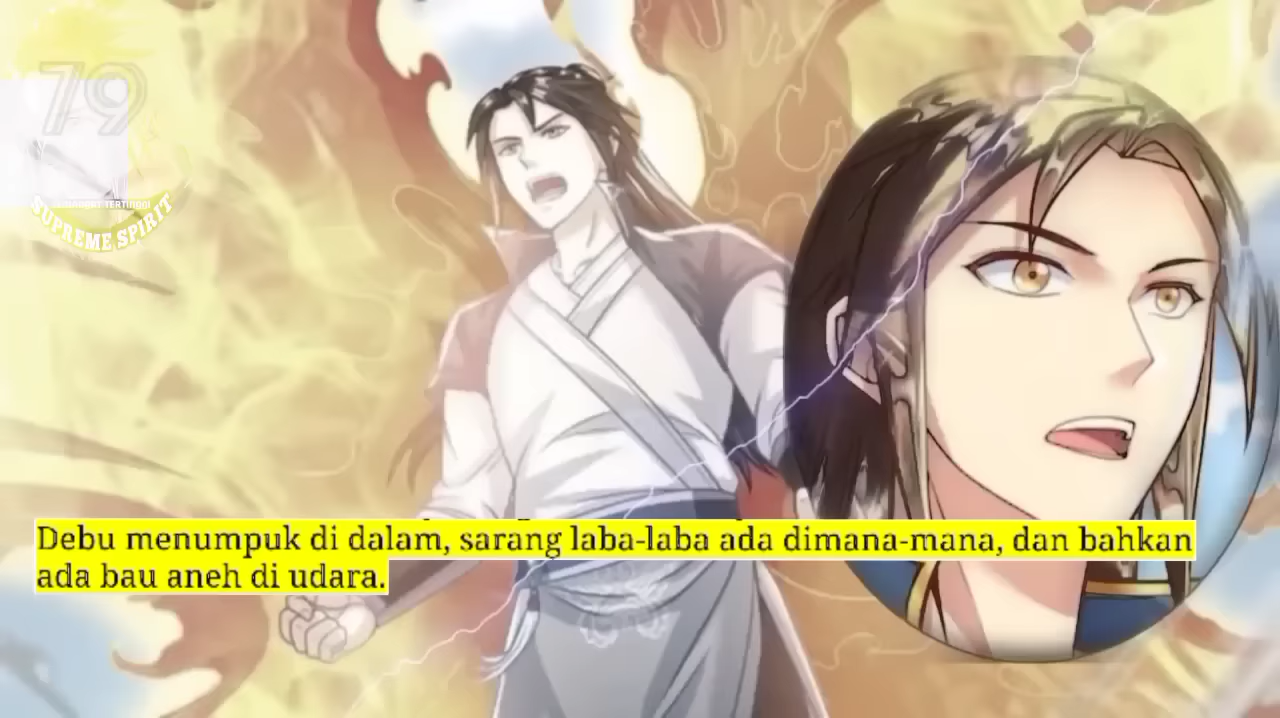 79
SUPREME SPIRIT
Debu menumpuk di dalam, sarang laba-laba ada dimana-mana, dan bahkan
ada bau aneh di udara.